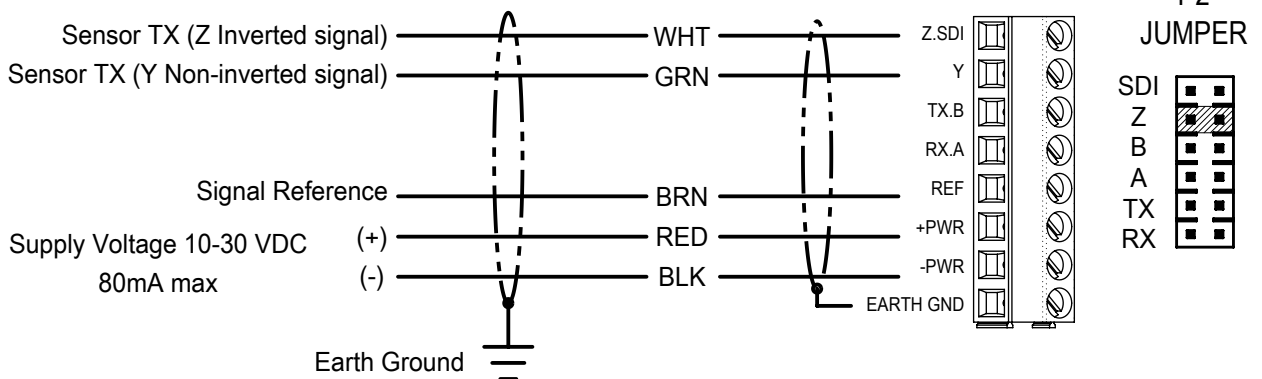 Sensor TX (Z Inverted signal)
Sensor TX (Y Non-inverted signal)
Signal Reference
Supply Voltage 10-30 VDC
80mA max
(+)
(-)
Earth Ground
WHT
GRN
BRN
RED
BLK
Z.SDI
Y
TX.B
RX.A
REF
+PWR
-PWR
EARTH GND
JUMPER
SDI
Z
B
A
TX
RX